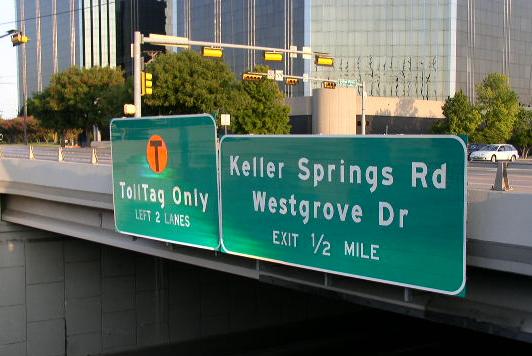 T
TollTag Only
LEFT 2 LANES
Keller Springs Rd
Westgrove Dr
EXIT 1/2 MILE